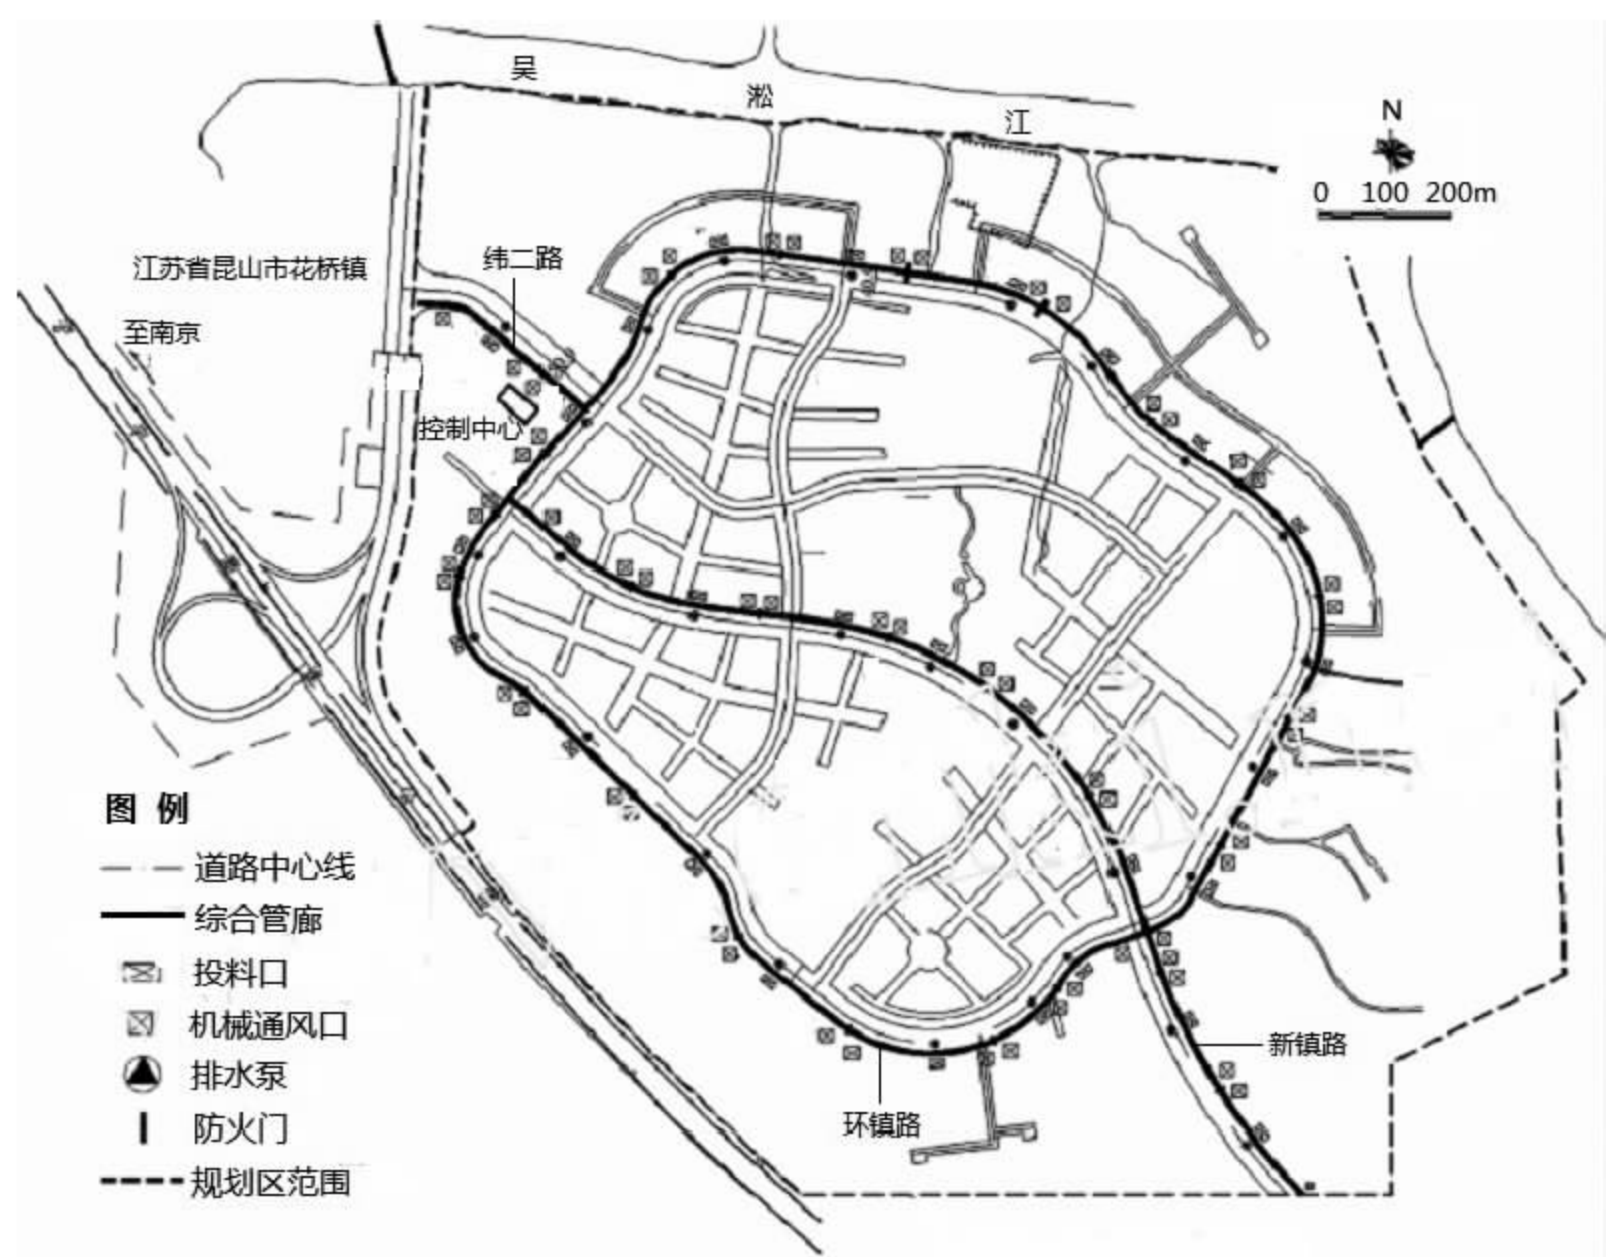 吴
淞
江
N
0 100 200m
江苏省昆山市花桥镇
纬二路
至南京
控制中心
图 例
道路中心线
综合管廊
投料口
机械通风口
排水泵
防火门
规划区范围
新镇路
环镇路